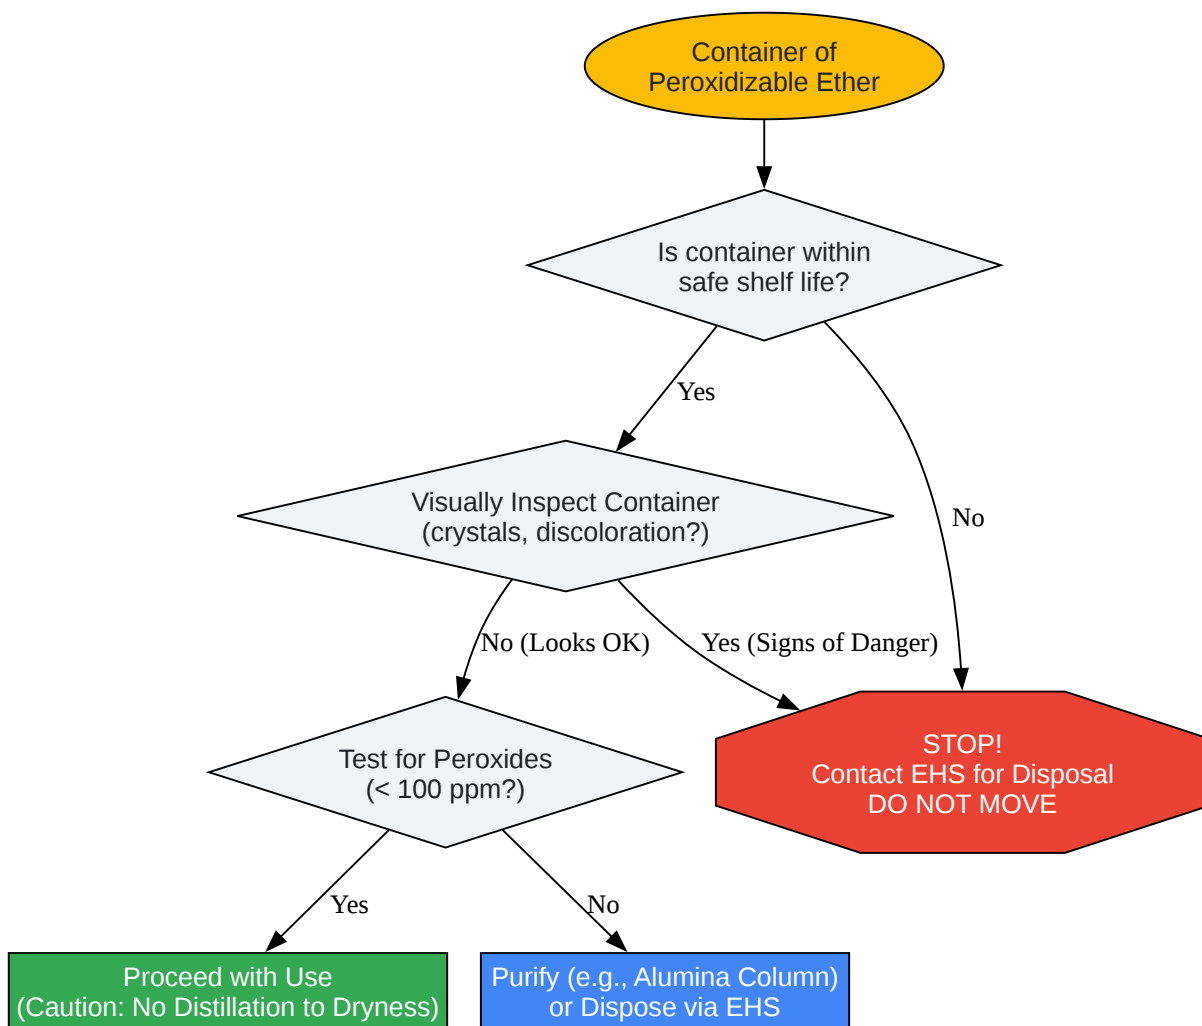 Container of
Peroxidizable Ether
Is container within
safe shelf life?
Yes
No
Visually Inspect Container
(crystals, discoloration?)
No (Looks OK)
Yes (Signs of Danger)
Test for Peroxides
(< 100 ppm?)
STOP!
Contact EHS for Disposal
DO NOT MOVE
Yes
No
Proceed with Use
(Caution: No Distillation to Dryness)
Purify (e.g., Alumina Column)
or Dispose via EHS